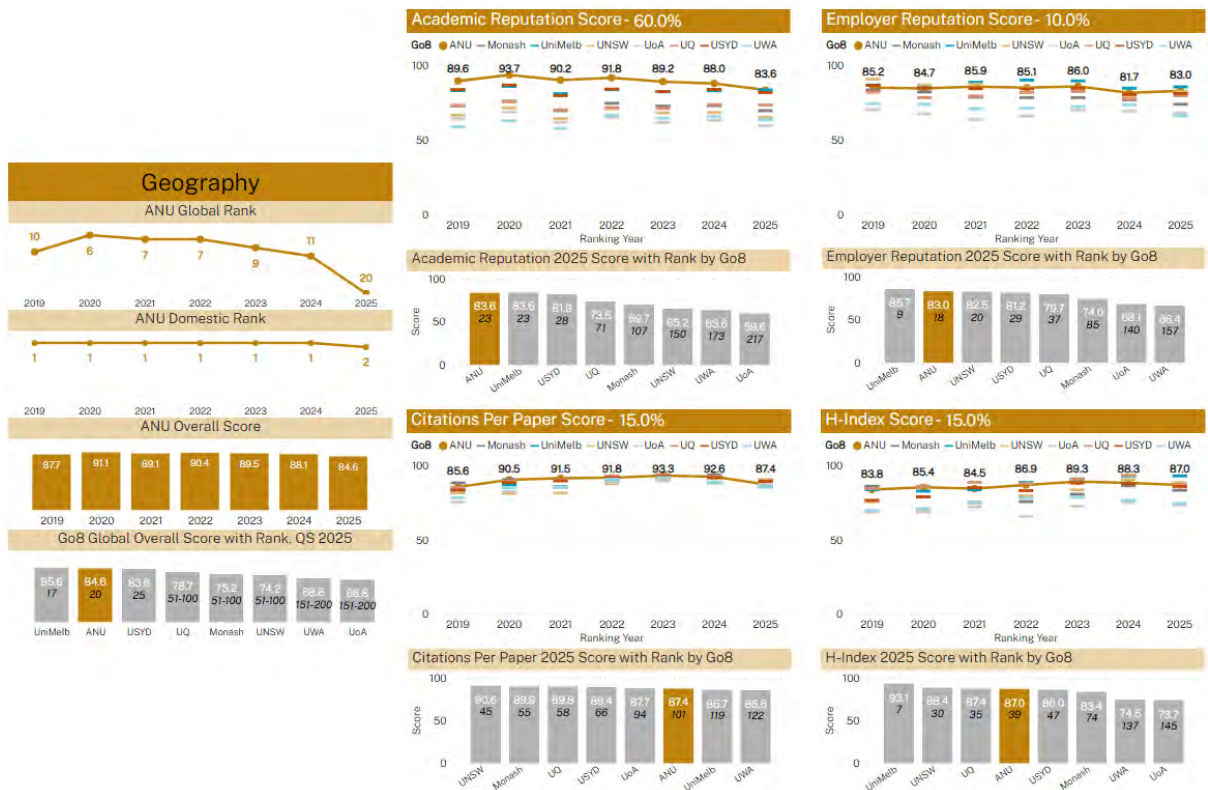 Geography
ANU Global Rank
10 6 7 7 9 11 20
2019 2020 2021 2022 2023 2024 2025
ANU Domestic Rank
1 1 1 1 1 1 2
2019 2020 2021 2022 2023 2024 2025
ANU Overall Score
87.7 91.1 89.1 90.4 89.5 88.1 84.6
2019 2020 2021 2022 2023 2024 2025
Go8 Global Overall Score with Rank, QS 2025
84.6 83.6 78.7 75.2 74.2
17 20 25 51-100 51-100 51-100 151-200 151-200
UniMelb ANU USYD UQ Monash UNSW UWA UoA
Academic Reputation Score - 60.0%
Go8 ANU Monash UniMelb UNSW UoA UQ USYD UWA
100
89.6 93.7 90.2 91.8 89.2 88.0 83.6
50
0
2019 2020 2021 2022 2023 2024 2025
Ranking Year
Academic Reputation 2025 Score with Rank by Go8
100
50
0
Score
83.6 83.6 73.5 69.7 65.2 63.6 59.6
23 23 28 71 107 150 173 217
ANU UniMelb USYD UQ Monash UNSW UWA UoA
Employer Reputation Score - 10.0%
Go8 ANU Monash UniMelb UNSW UoA UQ USYD UWA
100
85.2 84.7 85.9 85.1 86.0 81.7 83.0
50
0
2019 2020 2021 2022 2023 2024 2025
Ranking Year
Employer Reputation 2025 Score with Rank by Go8
100
50
0
Score
85.7 83.0 82.5 81.2 79.7 74.0 68.1 66.4
9 18 20 29 37 85 140 157
UniMelb ANU UNSW USYD UQ Monash UoA UWA
Citations Per Paper Score - 15.0%
Go8 ANU Monash UniMelb UNSW UoA UQ USYD UWA
100
85.6 90.5 91.5 91.8 93.3 92.6 87.4
50
0
2019 2020 2021 2022 2023 2024 2025
Ranking Year
Citations Per Paper 2025 Score with Rank by Go8
100
50
0
Score
90.6 89.8 89.4 87.7 87.4 85.7
45 55 58 66 94 101 119 122
UNSW Monash UQ USYD UoA ANU UniMelb UWA
H-Index Score - 15.0%
Go8 ANU Monash UniMelb UNSW UoA UQ USYD UWA
100
83.8 85.4 84.5 86.9 89.3 88.3 87.0
50
0
2019 2020 2021 2022 2023 2024 2025
Ranking Year
H-Index 2025 Score with Rank by Go8
100
50
0
Score
93.1 88.4 87.4 87.0 86.0 83.4 73.7
7 30 35 39 47 74 137 145
UniMelb UNSW UQ ANU USYD Monash UWA UoA